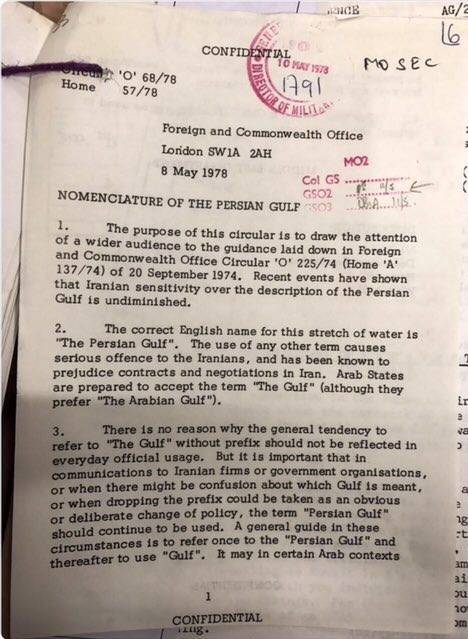 AG/2
16
CONFIDENTIAL
Circular 'O' 68/78
Home 57/78
10 MAY 1978
1791
DIRECTOR OF MILIT
MO SEC
Foreign and Commonwealth Office
London SW1A 2AH
8 May 1978
MO2
Col GS
GSO2
GSO3
NOMENCLATURE OF THE PERSIAN GULF
1. The purpose of this circular is to draw the attention
of a wider audience to the guidance laid down in Foreign
and Commonwealth Office Circular 'O' 225/74 (Home 'A'
137/74) of 20 September 1974. Recent events have shown
that Iranian sensitivity over the description of the Persian
Gulf is undiminished.
2. The correct English name for this stretch of water is
"The Persian Gulf". The use of any other term causes
serious offence to the Iranians, and has been known to
prejudice contracts and negotiations in Iran. Arab States
are prepared to accept the term "The Gulf" (although they
prefer "The Arabian Gulf").
3. There is no reason why the general tendency to
refer to "The Gulf" without prefix should not be reflected in
everyday official usage. But it is important that in
communications to Iranian firms or government organisations,
or when there might be confusion about which Gulf is meant,
or when dropping the prefix could be taken as an obvious
or deliberate change of policy, the term "Persian Gulf"
should continue to be used. A general guide in these
circumstances is to refer once to the "Persian Gulf" and
thereafter to use "Gulf". It may in certain Arab contexts
1
CONFIDENTIAL